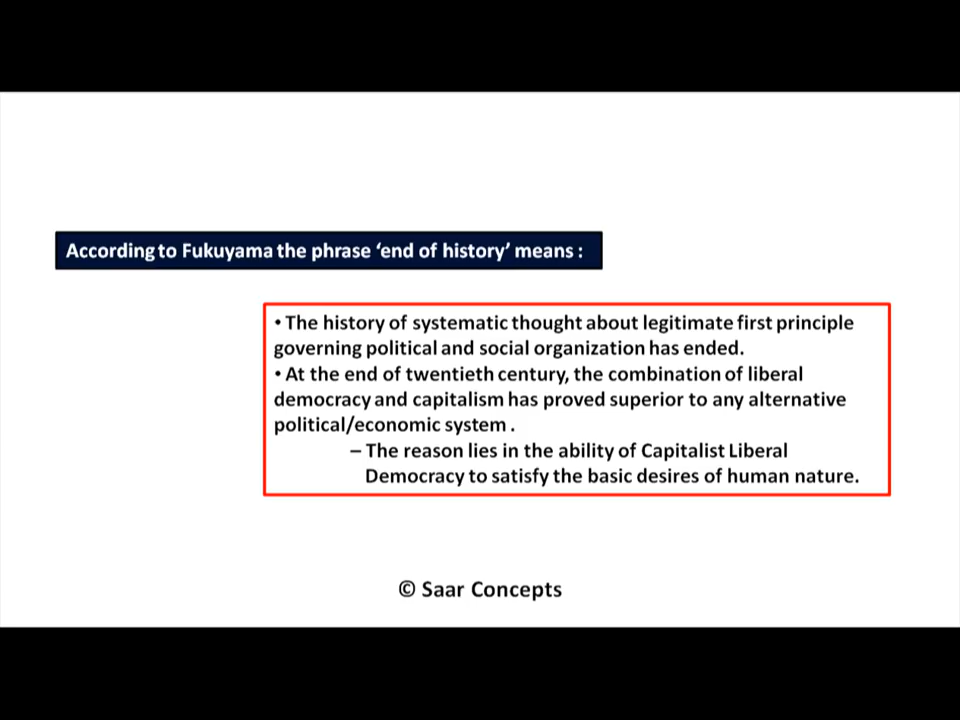 According to Fukuyama the phrase ‘end of history’ means :
• The history of systematic thought about legitimate first principle
governing political and social organization has ended.
• At the end of twentieth century, the combination of liberal
democracy and capitalism has proved superior to any alternative
political/economic system .
– The reason lies in the ability of Capitalist Liberal
Democracy to satisfy the basic desires of human nature.
© Saar Concepts